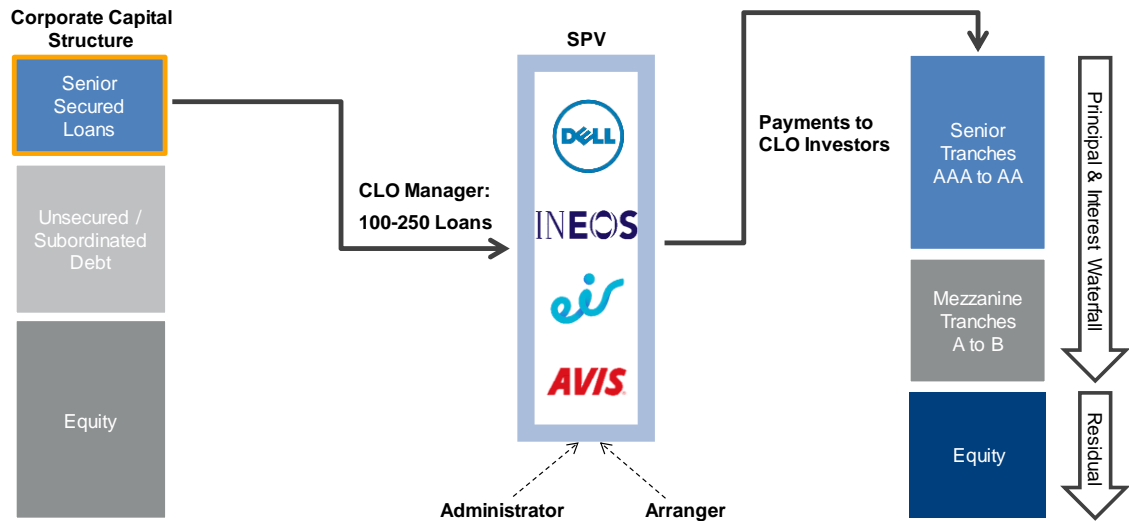 Corporate Capital
Structure
Senior
Secured
Loans
Unsecured /
Subordinated
Debt
Equity
CLO Manager:
100-250 Loans
SPV
DELL
INEOS
eir
AVIS
Administrator
Arranger
Payments to
CLO Investors
Senior
Tranches
AAA to AA
Mezzanine
Tranches
A to B
Equity
Principal & Interest Waterfall
Residual